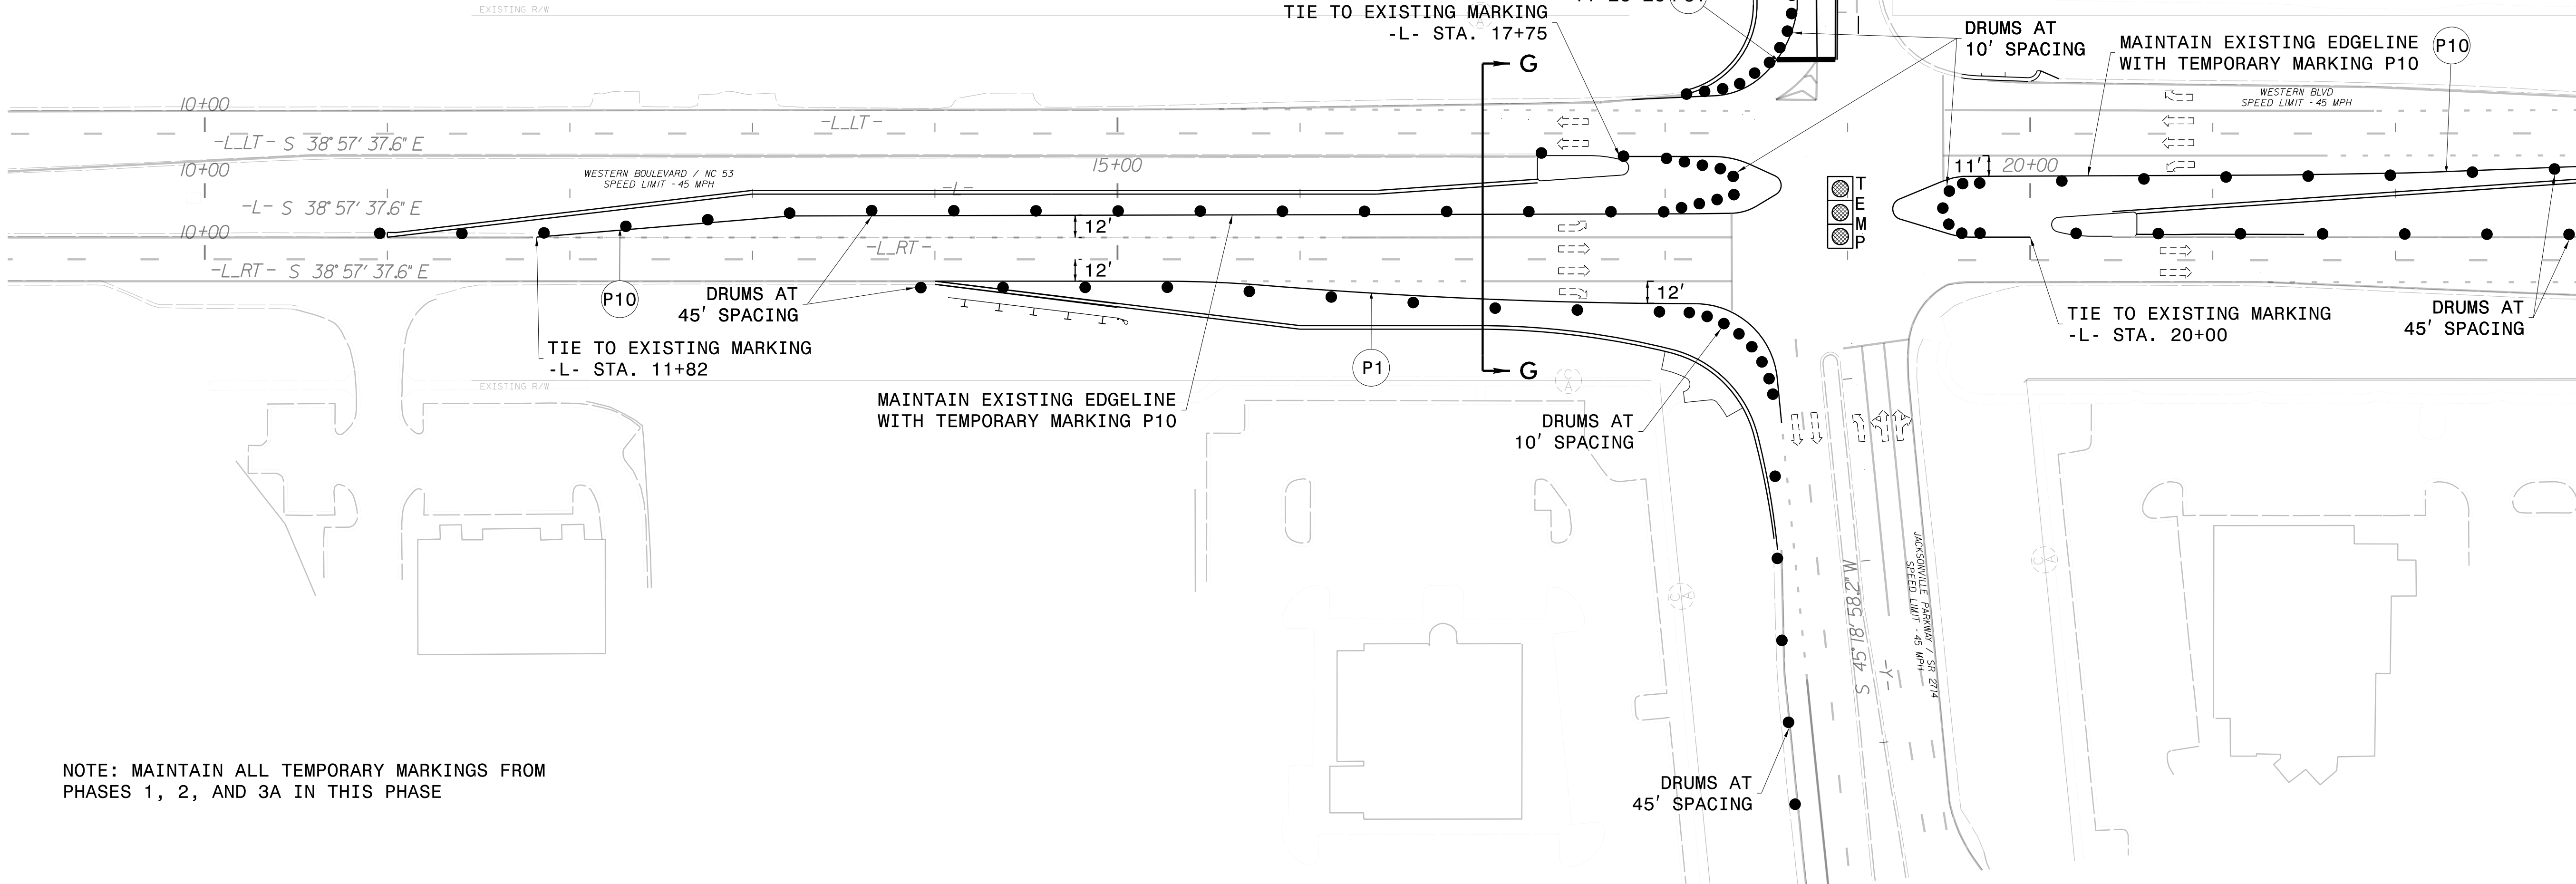 EXISTING R/W
TIE TO EXISTING MARKING
-L- STA. 17+75
DRUMS AT
10' SPACING
MAINTAIN EXISTING EDGELINE
WITH TEMPORARY MARKING P10
P10
G
WESTERN BLVD
SPEED LIMIT - 45 MPH
10+00
-L_LT-
-L_LT- S 38°57'37.6" E
10+00
15+00
WESTERN BOULEVARD / NC 53
SPEED LIMIT - 45 MPH
-L-
11'
20+00
T
E
M
P
-L- S 38°57'37.6" E
10+00
12'
-L_RT-
-L_RT- S 38°57'37.6" E
12'
P10
DRUMS AT
45' SPACING
12'
TIE TO EXISTING MARKING
-L- STA. 20+00
DRUMS AT
45' SPACING
TIE TO EXISTING MARKING
-L- STA. 11+82
P1
G
EXISTING R/W
C
A
MAINTAIN EXISTING EDGELINE
WITH TEMPORARY MARKING P10
DRUMS AT
10' SPACING
JACKSONVILLE PARKWAY / SR 2714
SPEED LIMIT - 45 MPH
S 45°18'58.2" W
-Y-
C
A
C
A
NOTE: MAINTAIN ALL TEMPORARY MARKINGS FROM
PHASES 1, 2, AND 3A IN THIS PHASE
DRUMS AT
45' SPACING